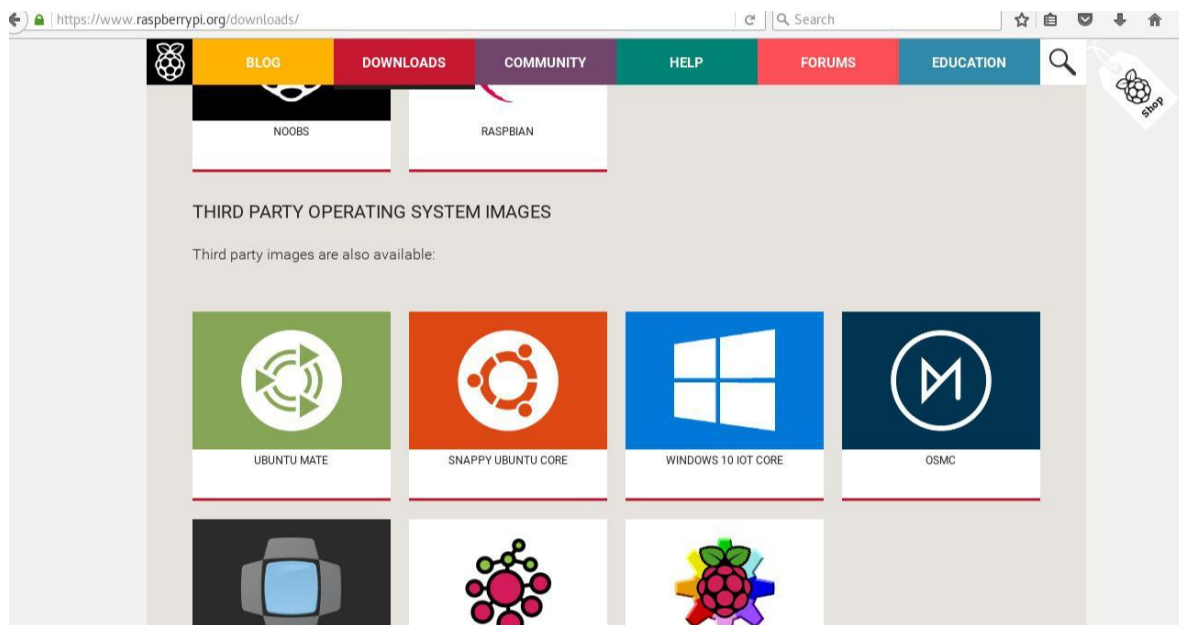 https://www.raspberrypi.org/downloads/
Search
BLOG
DOWNLOADS
COMMUNITY
HELP
FORUMS
EDUCATION
Shop
NOOBS
RASPBIAN
THIRD PARTY OPERATING SYSTEM IMAGES
Third party images are also available:
UBUNTU MATE
SNAPPY UBUNTU CORE
WINDOWS 10 IOT CORE
OSMC